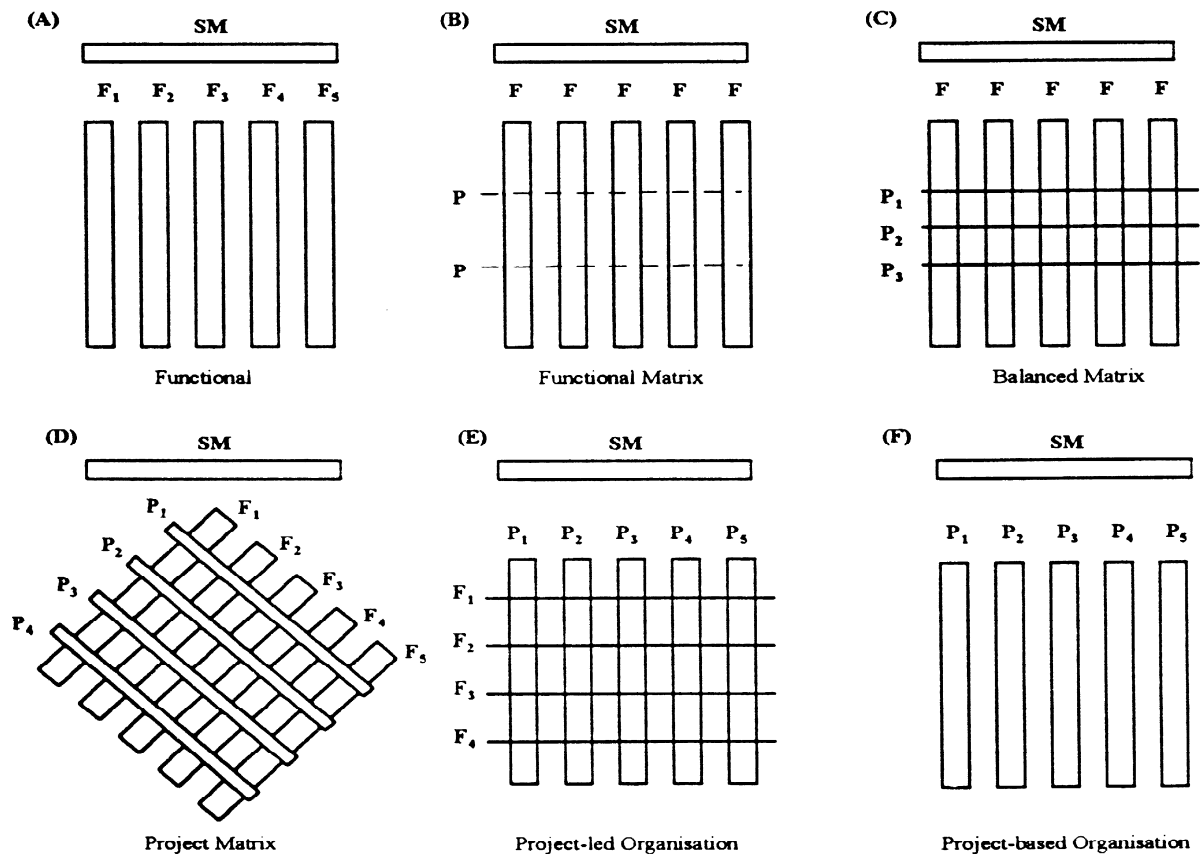 (A)
SM
F₁ F₂ F₃ F₄ F₅
Functional
(B)
SM
F F F F F
P
P
Functional Matrix
(C)
SM
F F F F F
P₁
P₂
P₃
Balanced Matrix
(D)
SM
P₁ F₁
P₂ F₂
P₃ F₃
P₄ F₄
F₅
Project Matrix
(E)
SM
P₁ P₂ P₃ P₄ P₅
F₁
F₂
F₃
F₄
Project-led Organisation
(F)
SM
P₁ P₂ P₃ P₄ P₅
Project-based Organisation